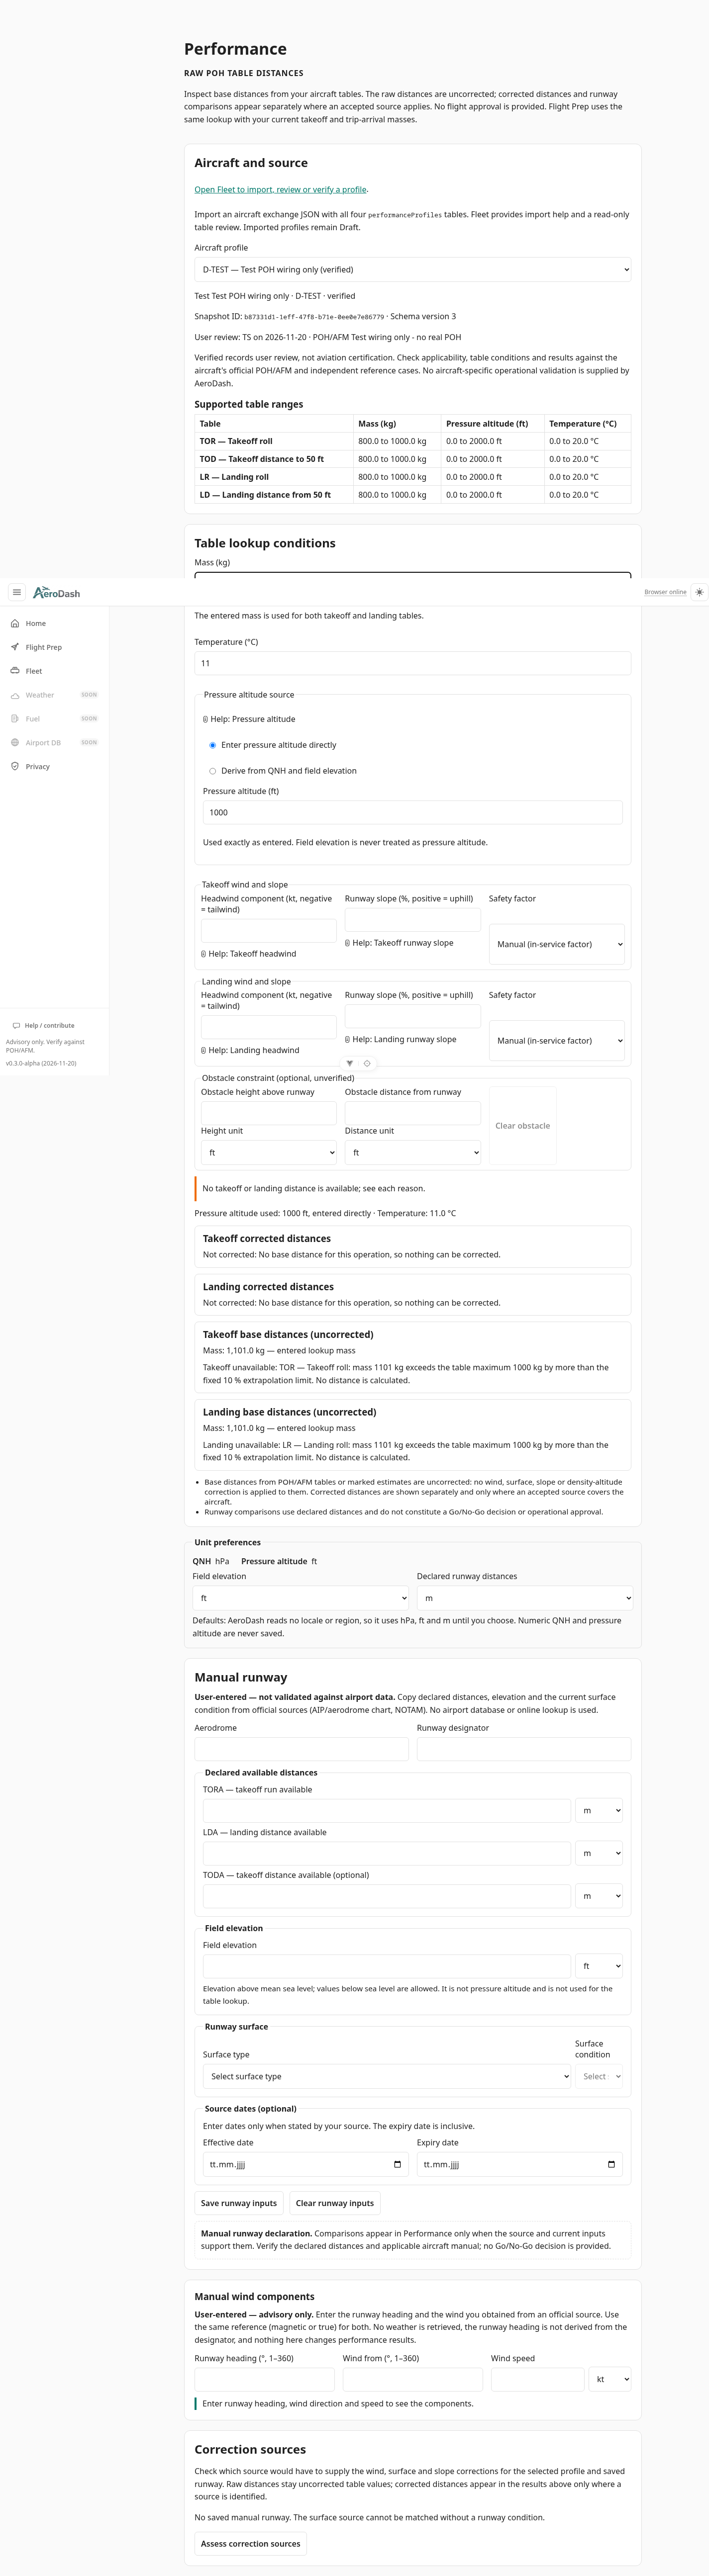 Performance
RAW POH TABLE DISTANCES
Inspect base distances from your aircraft tables. The raw distances are uncorrected; corrected distances and runway
comparisons appear separately where an accepted source applies. No flight approval is provided. Flight Prep uses the
same lookup with your current takeoff and trip-arrival masses.
Aircraft and source
Open Fleet to import, review or verify a profile.
Import an aircraft exchange JSON with all four performanceProfiles tables. Fleet provides import help and a read-only
table review. Imported profiles remain Draft.
Aircraft profile
D-TEST — Test POH wiring only (verified)
Test Test POH wiring only · D-TEST · verified
Snapshot ID: b87331d1-1eff-47f8-b71e-0ee0e7e86779 · Schema version 3
User review: TS on 2026-11-20 · POH/AFM Test wiring only - no real POH
Verified records user review, not aviation certification. Check applicability, table conditions and results against the
aircraft's official POH/AFM and independent reference cases. No aircraft-specific operational validation is supplied by
AeroDash.
Supported table ranges
Table Mass (kg) Pressure altitude (ft) Temperature (°C)
TOR — Takeoff roll 800.0 to 1000.0 kg 0.0 to 2000.0 ft 0.0 to 20.0 °C
TOD — Takeoff distance to 50 ft 800.0 to 1000.0 kg 0.0 to 2000.0 ft 0.0 to 20.0 °C
LR — Landing roll 800.0 to 1000.0 kg 0.0 to 2000.0 ft 0.0 to 20.0 °C
LD — Landing distance from 50 ft 800.0 to 1000.0 kg 0.0 to 2000.0 ft 0.0 to 20.0 °C
Table lookup conditions
Mass (kg)
AeroDash
Browser online
Home
Flight Prep
Fleet
Weather SOON
Fuel SOON
Airport DB SOON
Privacy
Help / contribute
Advisory only. Verify against
POH/AFM.
v0.3.0-alpha (2026-11-20)
The entered mass is used for both takeoff and landing tables.
Temperature (°C)
11
Pressure altitude source
Help: Pressure altitude
Enter pressure altitude directly
Derive from QNH and field elevation
Pressure altitude (ft)
1000
Used exactly as entered. Field elevation is never treated as pressure altitude.
Takeoff wind and slope
Headwind component (kt, negative
= tailwind)
Help: Takeoff headwind
Runway slope (%, positive = uphill)
Help: Takeoff runway slope
Safety factor
Manual (in-service factor)
Landing wind and slope
Headwind component (kt, negative
= tailwind)
Help: Landing headwind
Runway slope (%, positive = uphill)
Help: Landing runway slope
Safety factor
Manual (in-service factor)
Obstacle constraint (optional, unverified)
Obstacle height above runway
Height unit
ft
Obstacle distance from runway
Distance unit
ft
Clear obstacle
No takeoff or landing distance is available; see each reason.
Pressure altitude used: 1000 ft, entered directly · Temperature: 11.0 °C
Takeoff corrected distances
Not corrected: No base distance for this operation, so nothing can be corrected.
Landing corrected distances
Not corrected: No base distance for this operation, so nothing can be corrected.
Takeoff base distances (uncorrected)
Mass: 1,101.0 kg — entered lookup mass
Takeoff unavailable: TOR — Takeoff roll: mass 1101 kg exceeds the table maximum 1000 kg by more than the
fixed 10 % extrapolation limit. No distance is calculated.
Landing base distances (uncorrected)
Mass: 1,101.0 kg — entered lookup mass
Landing unavailable: LR — Landing roll: mass 1101 kg exceeds the table maximum 1000 kg by more than the
fixed 10 % extrapolation limit. No distance is calculated.
• Base distances from POH/AFM tables or marked estimates are uncorrected: no wind, surface, slope or density-altitude
correction is applied to them. Corrected distances are shown separately and only where an accepted source covers the
aircraft.
• Runway comparisons use declared distances and do not constitute a Go/No-Go decision or operational approval.
Unit preferences
QNH hPa Pressure altitude ft
Field elevation
ft
Declared runway distances
m
Defaults: AeroDash reads no locale or region, so it uses hPa, ft and m until you choose. Numeric QNH and pressure
altitude are never saved.
Manual runway
User-entered — not validated against airport data. Copy declared distances, elevation and the current surface
condition from official sources (AIP/aerodrome chart, NOTAM). No airport database or online lookup is used.
Aerodrome
Runway designator
Declared available distances
TORA — takeoff run available
m
LDA — landing distance available
m
TODA — takeoff distance available (optional)
m
Field elevation
Field elevation
ft
Elevation above mean sea level; values below sea level are allowed. It is not pressure altitude and is not used for the
table lookup.
Runway surface
Surface type
Select surface type
Surface
condition
Select
Source dates (optional)
Enter dates only when stated by your source. The expiry date is inclusive.
Effective date
tt.mm.jjjj
Expiry date
tt.mm.jjjj
Save runway inputs
Clear runway inputs
Manual runway declaration. Comparisons appear in Performance only when the source and current inputs
support them. Verify the declared distances and applicable aircraft manual; no Go/No-Go decision is provided.
Manual wind components
User-entered — advisory only. Enter the runway heading and the wind you obtained from an official source. Use
the same reference (magnetic or true) for both. No weather is retrieved, the runway heading is not derived from the
designator, and nothing here changes performance results.
Runway heading (°, 1–360)
Wind from (°, 1–360)
Wind speed
kt
Enter runway heading, wind direction and speed to see the components.
Correction sources
Check which source would have to supply the wind, surface and slope corrections for the selected profile and saved
runway. Raw distances stay uncorrected table values; corrected distances appear in the results above only where a
source is identified.
No saved manual runway. The surface source cannot be matched without a runway condition.
Assess correction sources